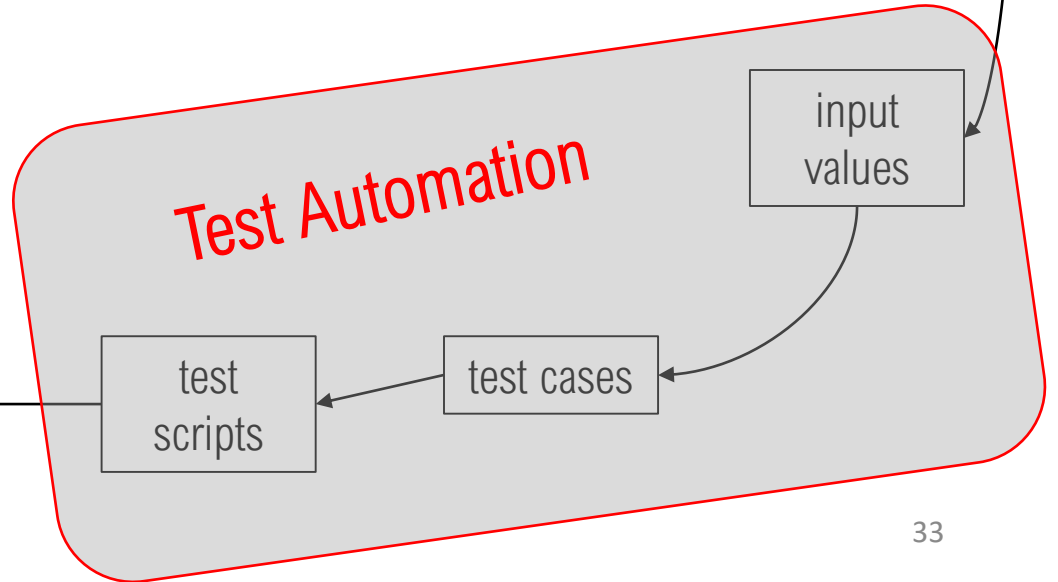 Test Automation
input
values
test cases
test
scripts
33